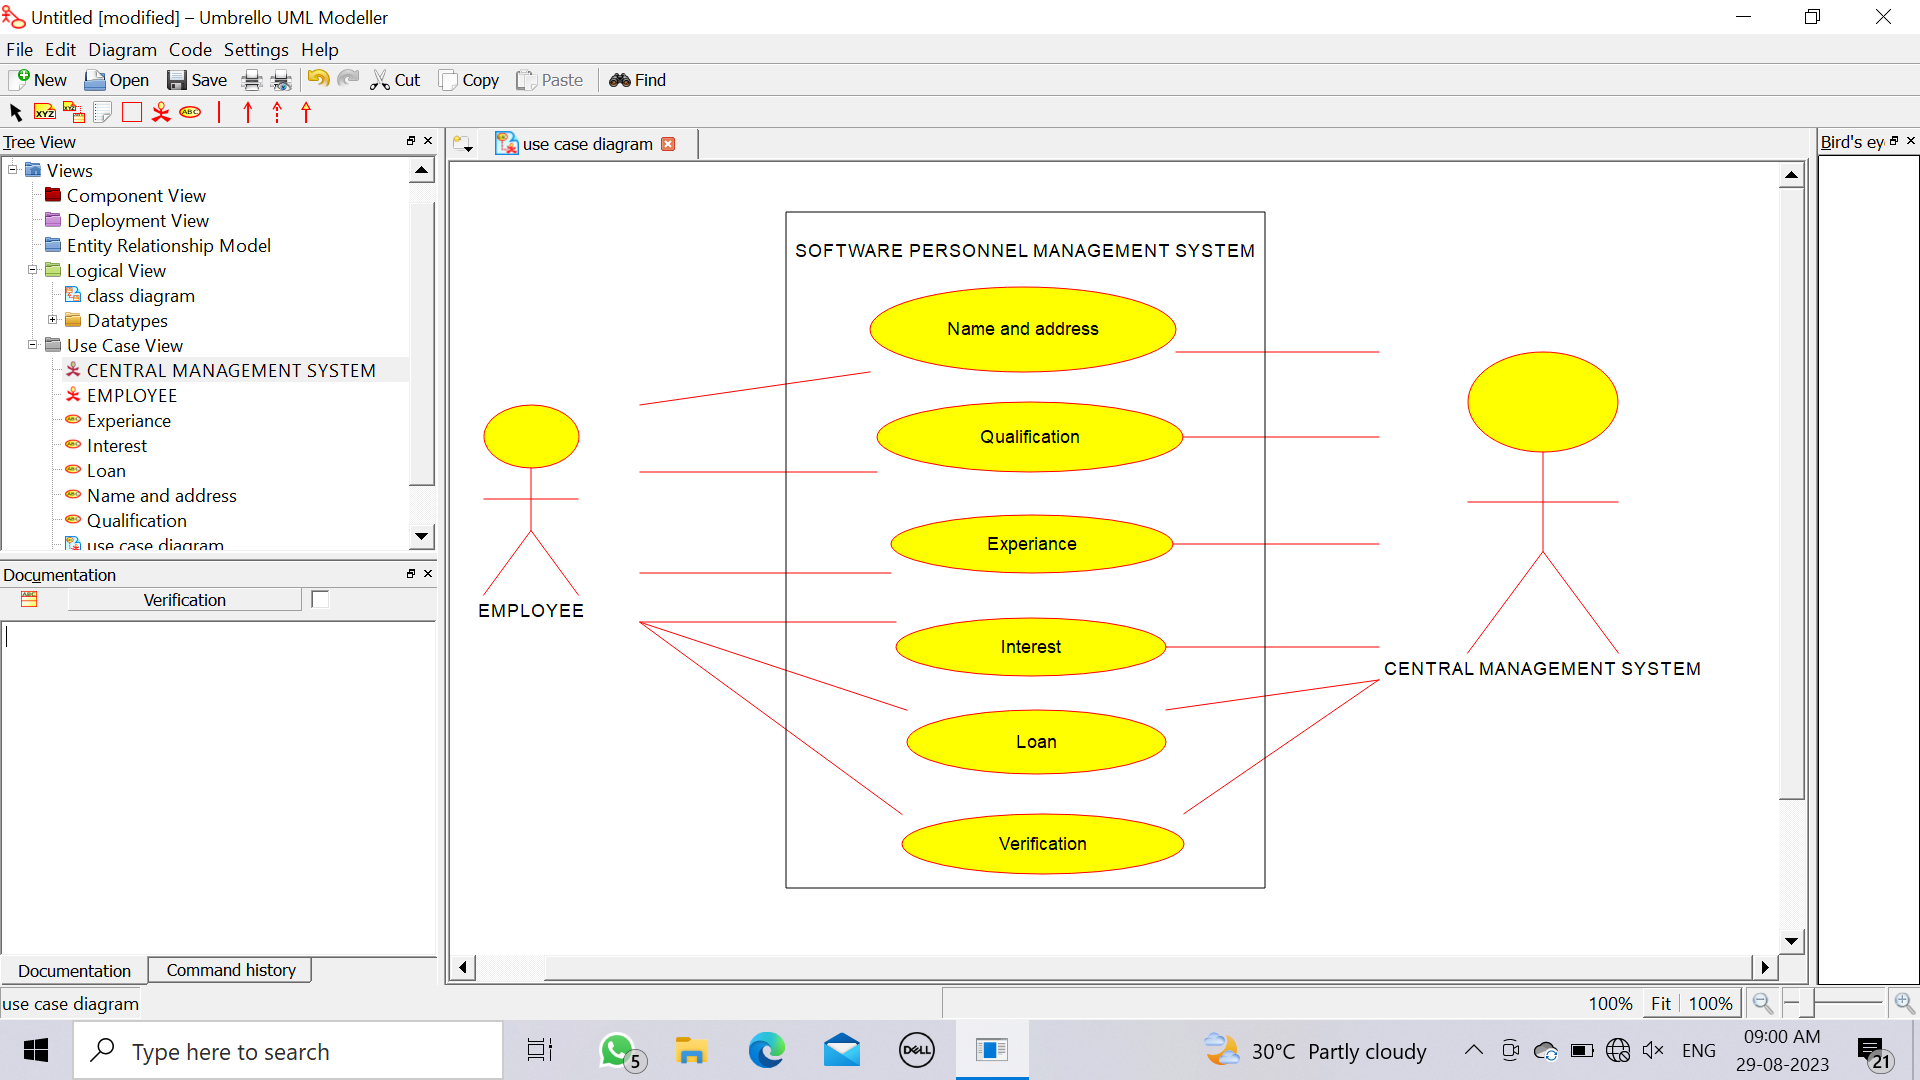 Untitled [modified] – Umbrello UML Modeller
File Edit Diagram Code Settings Help
New Open Save Cut Copy Paste Find
XYZ XYZ ABC
Tree View
Views
Component View
Deployment View
Entity Relationship Model
Logical View
class diagram
Datatypes
Use Case View
CENTRAL MANAGEMENT SYSTEM
EMPLOYEE
Experiance
Interest
Loan
Name and address
Qualification
use case diagram
Documentation
Verification
Documentation Command history
use case diagram
use case diagram
SOFTWARE PERSONNEL MANAGEMENT SYSTEM
Name and address
Qualification
Experiance
Interest
Loan
Verification
EMPLOYEE
CENTRAL MANAGEMENT SYSTEM
Bird's ey
100% Fit 100%
Type here to search
5
DELL
30°C Partly cloudy
ENG
09:00 AM
29-08-2023
21